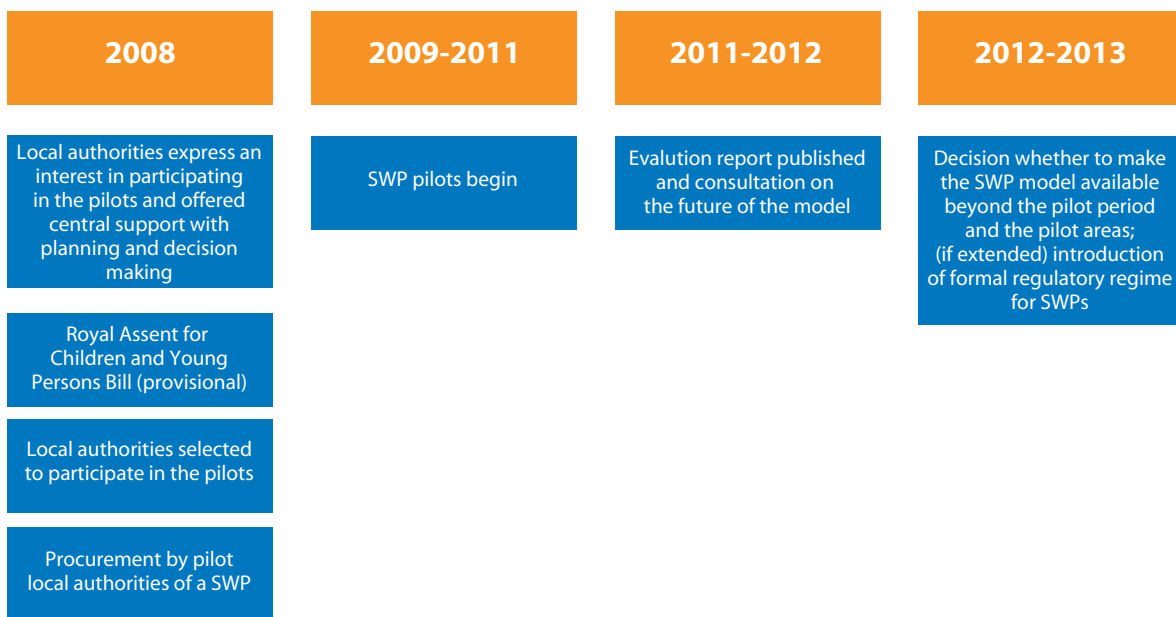 2008
Local authorities express an
interest in participating
in the pilots and offered
central support with
planning and decision
making
Royal Assent for
Children and Young
Persons Bill (provisional)
Local authorities selected
to participate in the pilots
Procurement by pilot
local authorities of a SWP
2009-2011
SWP pilots begin
2011-2012
Evalution report published
and consultation on
the future of the model
2012-2013
Decision whether to make
the SWP model available
beyond the pilot period
and the pilot areas;
(if extended) introduction
of formal regulatory regime
for SWPs